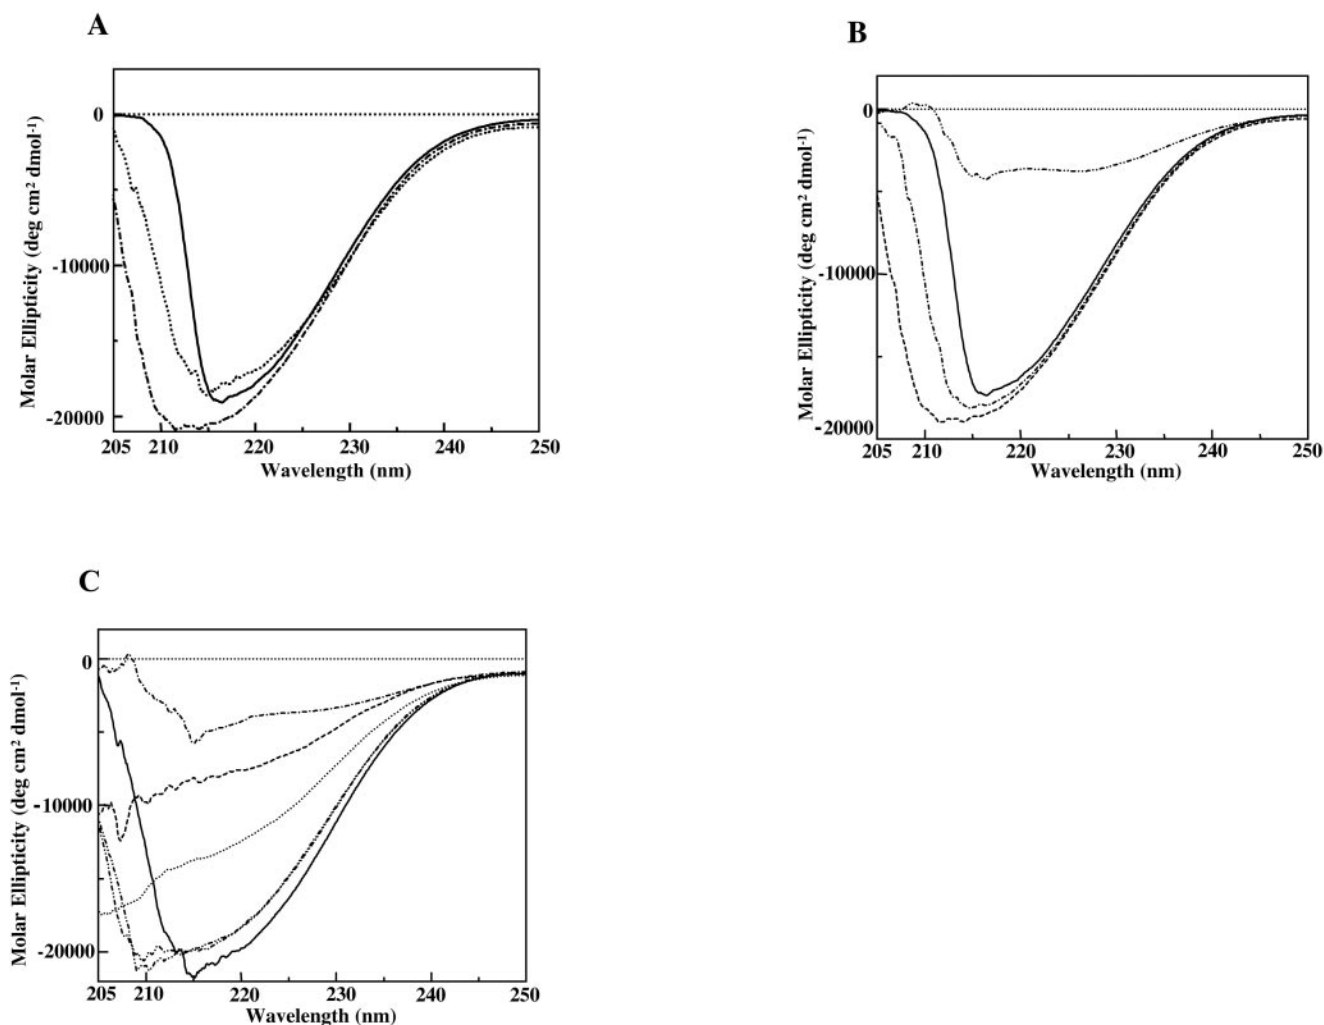 A
Molar Ellipticity (deg cm² dmol⁻¹)
0
-10000
-20000
205 210 220 230 240 250
Wavelength (nm)
B
Molar Ellipticity (deg cm² dmol⁻¹)
0
-10000
-20000
205 210 220 230 240 250
Wavelength (nm)
C
Molar Ellipticity (deg cm² dmol⁻¹)
0
-10000
-20000
205 210 220 230 240 250
Wavelength (nm)